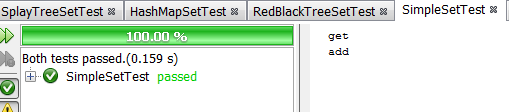 SplayTreeSetTest HashMapSetTest RedBlackTreeSetTest SimpleSetTest
100.00 %
Both tests passed.(0.159 s)
SimpleSetTest passed
get
add